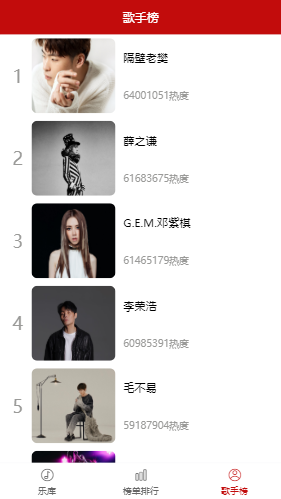 歌手榜
1
隔壁老樊
64001051热度
2
薛之谦
61683675热度
3
G.E.M.邓紫棋
61465179热度
4
李荣浩
60985391热度
5
毛不易
59187904热度
乐库
榜单排行
歌手榜